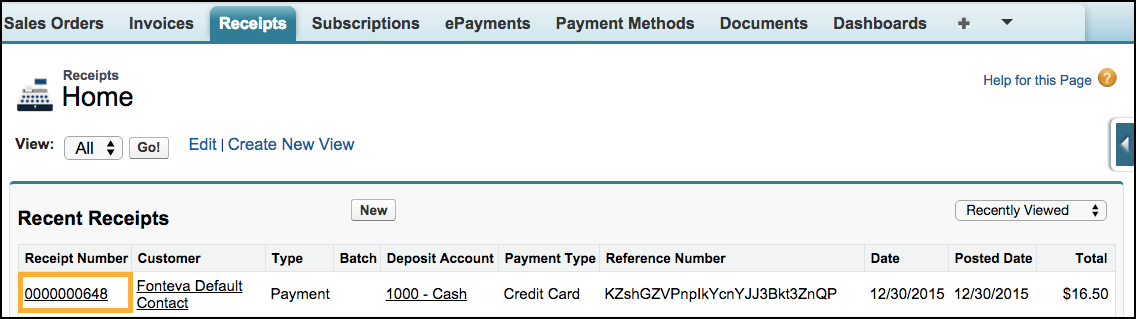 Sales Orders Invoices Receipts Subscriptions ePayments Payment Methods Documents Dashboards +
Receipts
Home
Help for this Page ?
View: All Go! Edit | Create New View
Recent Receipts New Recently Viewed
Receipt Number Customer Type Batch Deposit Account Payment Type Reference Number Date Posted Date Total
0000000648 Fonteva Default Contact Payment 1000 - Cash Credit Card KZshGZVPnpIkYcnYJJ3Bkt3ZnQP 12/30/2015 12/30/2015 $16.50